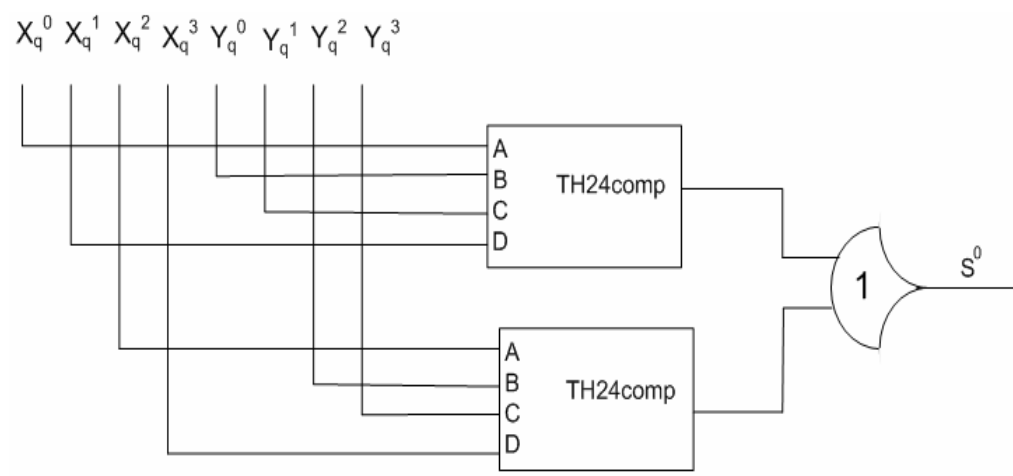 X_q^0 X_q^1 X_q^2 X_q^3 Y_q^0 Y_q^1 Y_q^2 Y_q^3
A
B
C
D
TH24comp
1
S^0
A
B
C
D
TH24comp